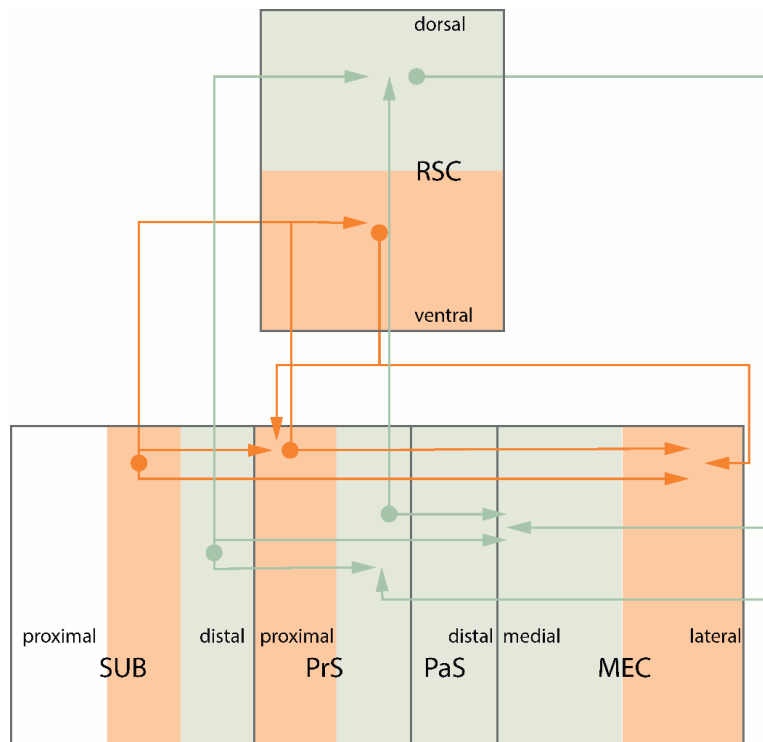 dorsal
RSC
ventral
proximal distal proximal distal medial lateral
SUB PrS PaS MEC